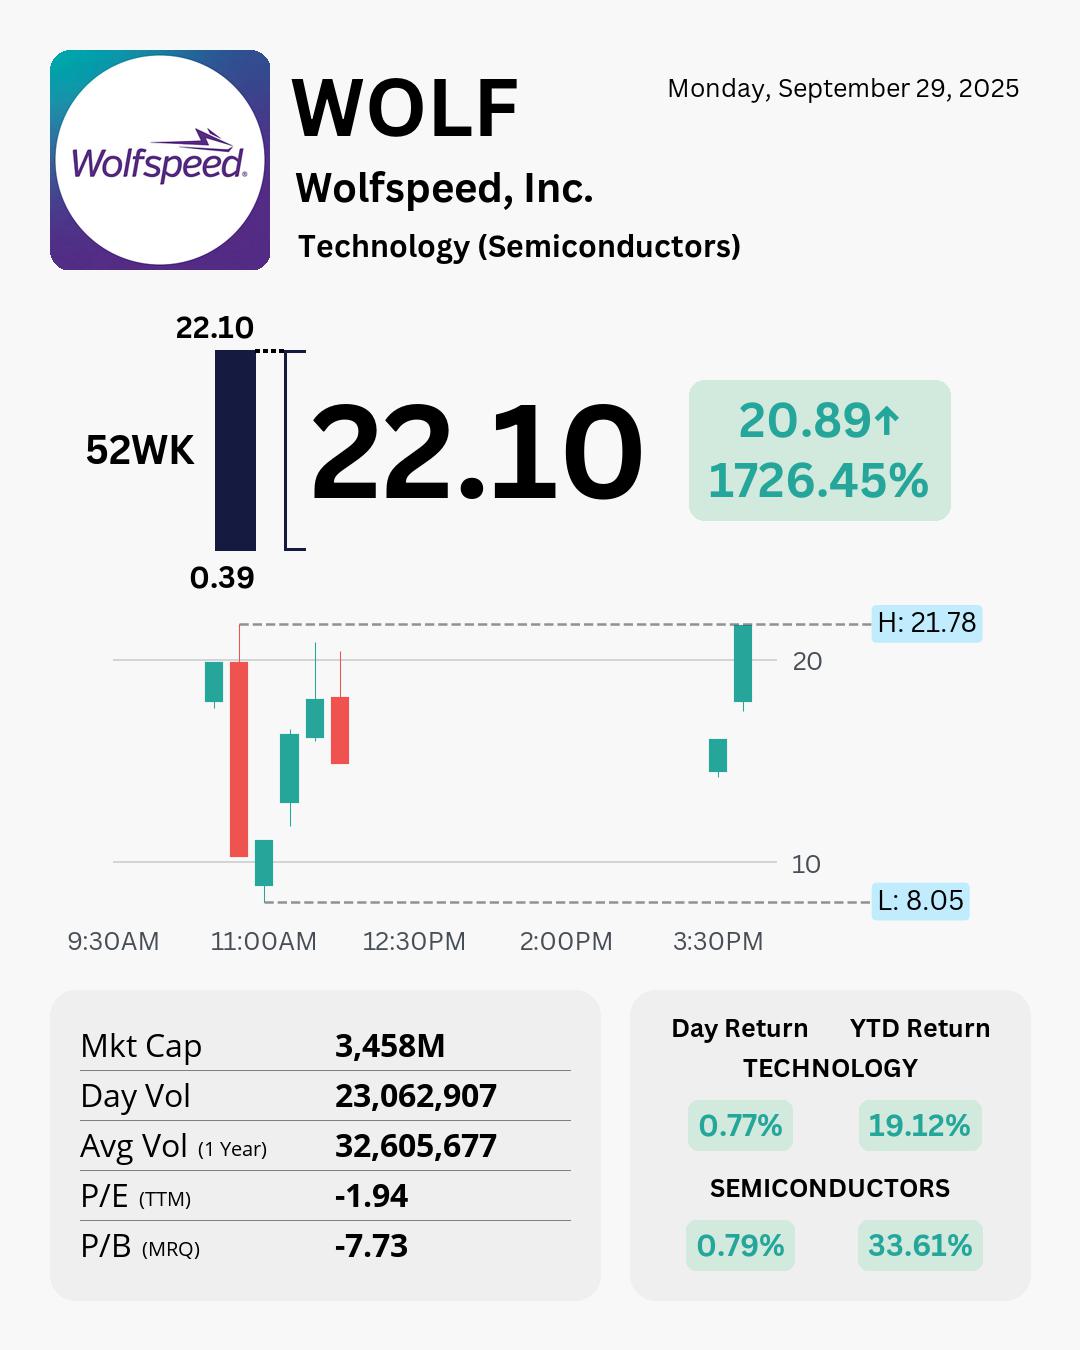 Wolfspeed®
WOLF
Monday, September 29, 2025
Wolfspeed, Inc.
Technology (Semiconductors)
22.10
52WK
0.39
22.10
20.89↑
1726.45%
H: 21.78
20
10
L: 8.05
9:30AM 11:00AM 12:30PM 2:00PM 3:30PM
Mkt Cap 3,458M
Day Vol 23,062,907
Avg Vol (1 Year) 32,605,677
P/E (TTM) -1.94
P/B (MRQ) -7.73
Day Return YTD Return
TECHNOLOGY
0.77% 19.12%
SEMICONDUCTORS
0.79% 33.61%